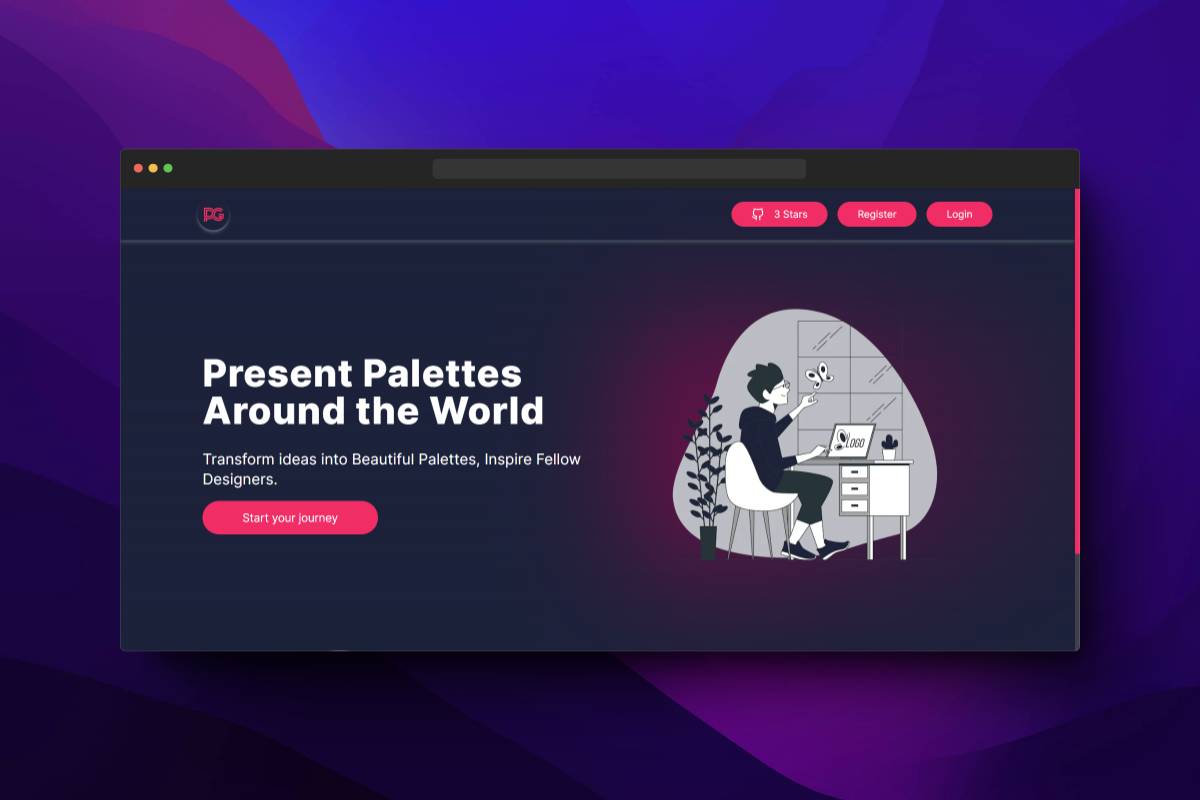 PG
3 Stars
Register
Login
Present Palettes
Around the World
Transform ideas into Beautiful Palettes, Inspire Fellow
Designers.
Start your journey
LOGO